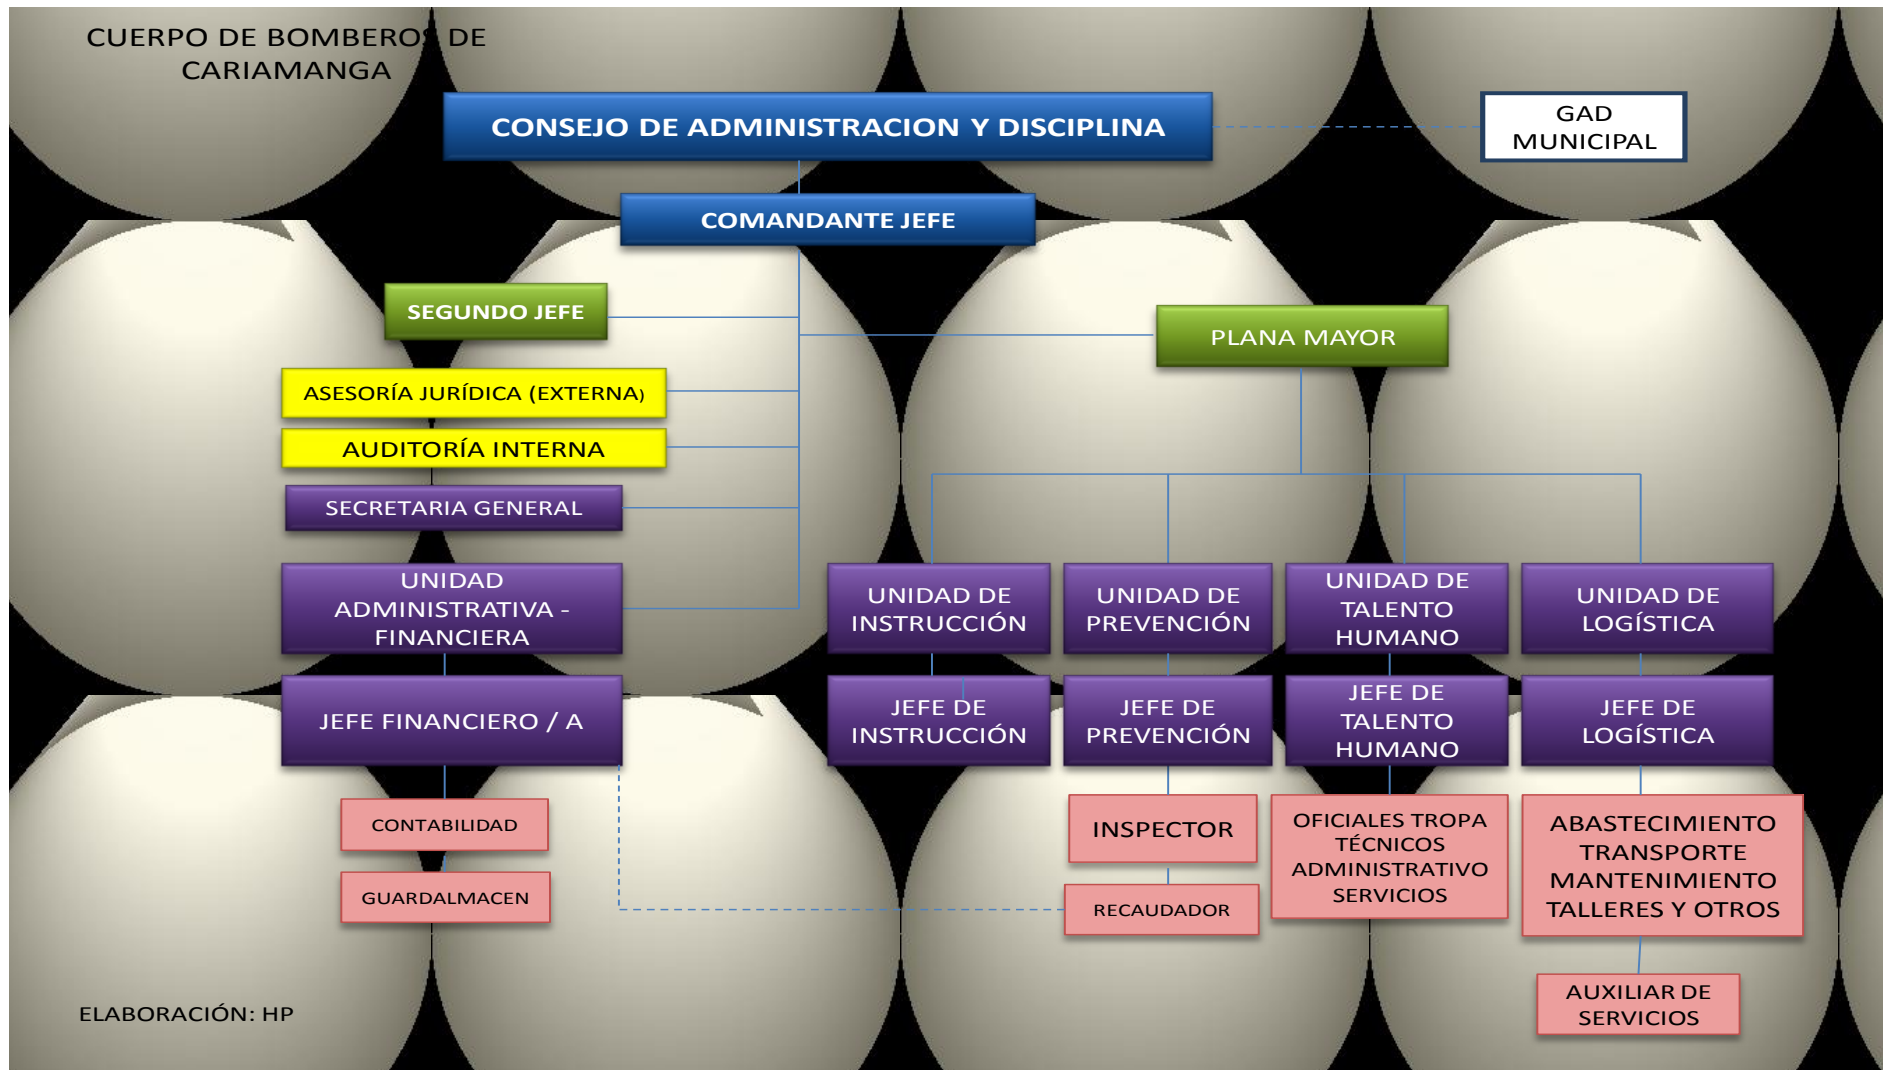 CUERPO DE BOMBEROS DE
CARIAMANGA
CONSEJO DE ADMINISTRACION Y DISCIPLINA
GAD
MUNICIPAL
COMANDANTE JEFE
SEGUNDO JEFE
PLANA MAYOR
ASESORÍA JURÍDICA (EXTERNA)
AUDITORÍA INTERNA
SECRETARIA GENERAL
UNIDAD
ADMINISTRATIVA -
FINANCIERA
UNIDAD DE
INSTRUCCIÓN
UNIDAD DE
PREVENCIÓN
UNIDAD DE
TALENTO
HUMANO
UNIDAD DE
LOGÍSTICA
JEFE FINANCIERO / A
JEFE DE
INSTRUCCIÓN
JEFE DE
PREVENCIÓN
JEFE DE
TALENTO
HUMANO
JEFE DE
LOGÍSTICA
CONTABILIDAD
GUARDALMACEN
INSPECTOR
RECAUDADOR
OFICIALES TROPA
TÉCNICOS
ADMINISTRATIVO
SERVICIOS
ABASTECIMIENTO
TRANSPORTE
MANTENIMIENTO
TALLERES Y OTROS
AUXILIAR DE
SERVICIOS
ELABORACIÓN: HP